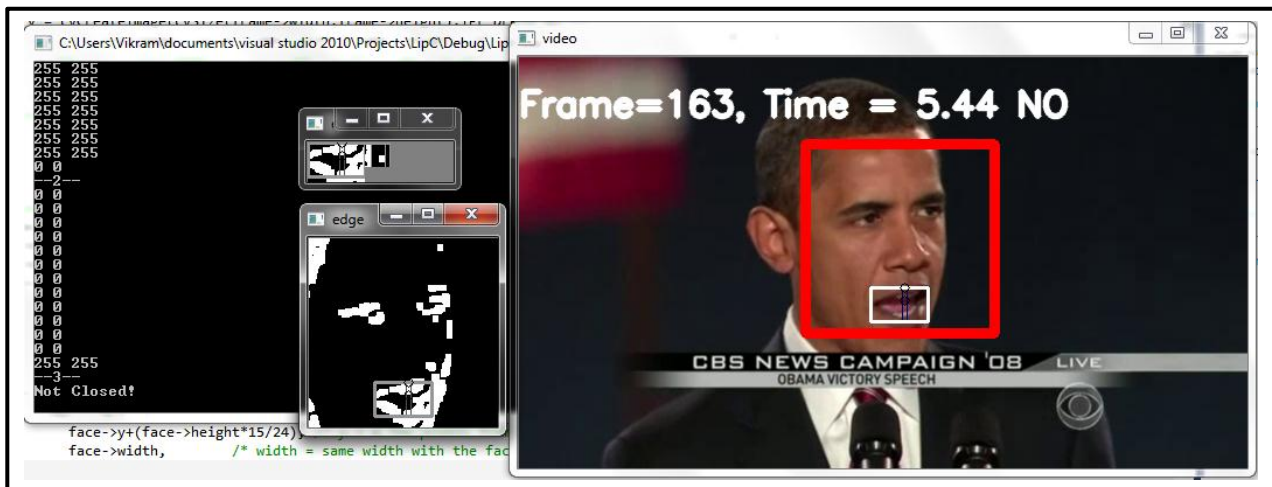 C:\Users\Vikram\documents\visual studio 2010\Projects\LipC\Debug\Lip
255 255
255 255
255 255
255 255
255 255
255 255
255 255
0 0
--2--
0 0
0 0
0 0
0 0
0 0
0 0
0 0
0 0
0 0
0 0
0 0
0 0
255 255
--3--
Not Closed!
edge
video
Frame=163, Time = 5.44 NO
CBS NEWS CAMPAIGN '08 LIVE
OBAMA VICTORY SPEECH
face->y+(face->height*15/24)
face->width, /* width = same width with the fac